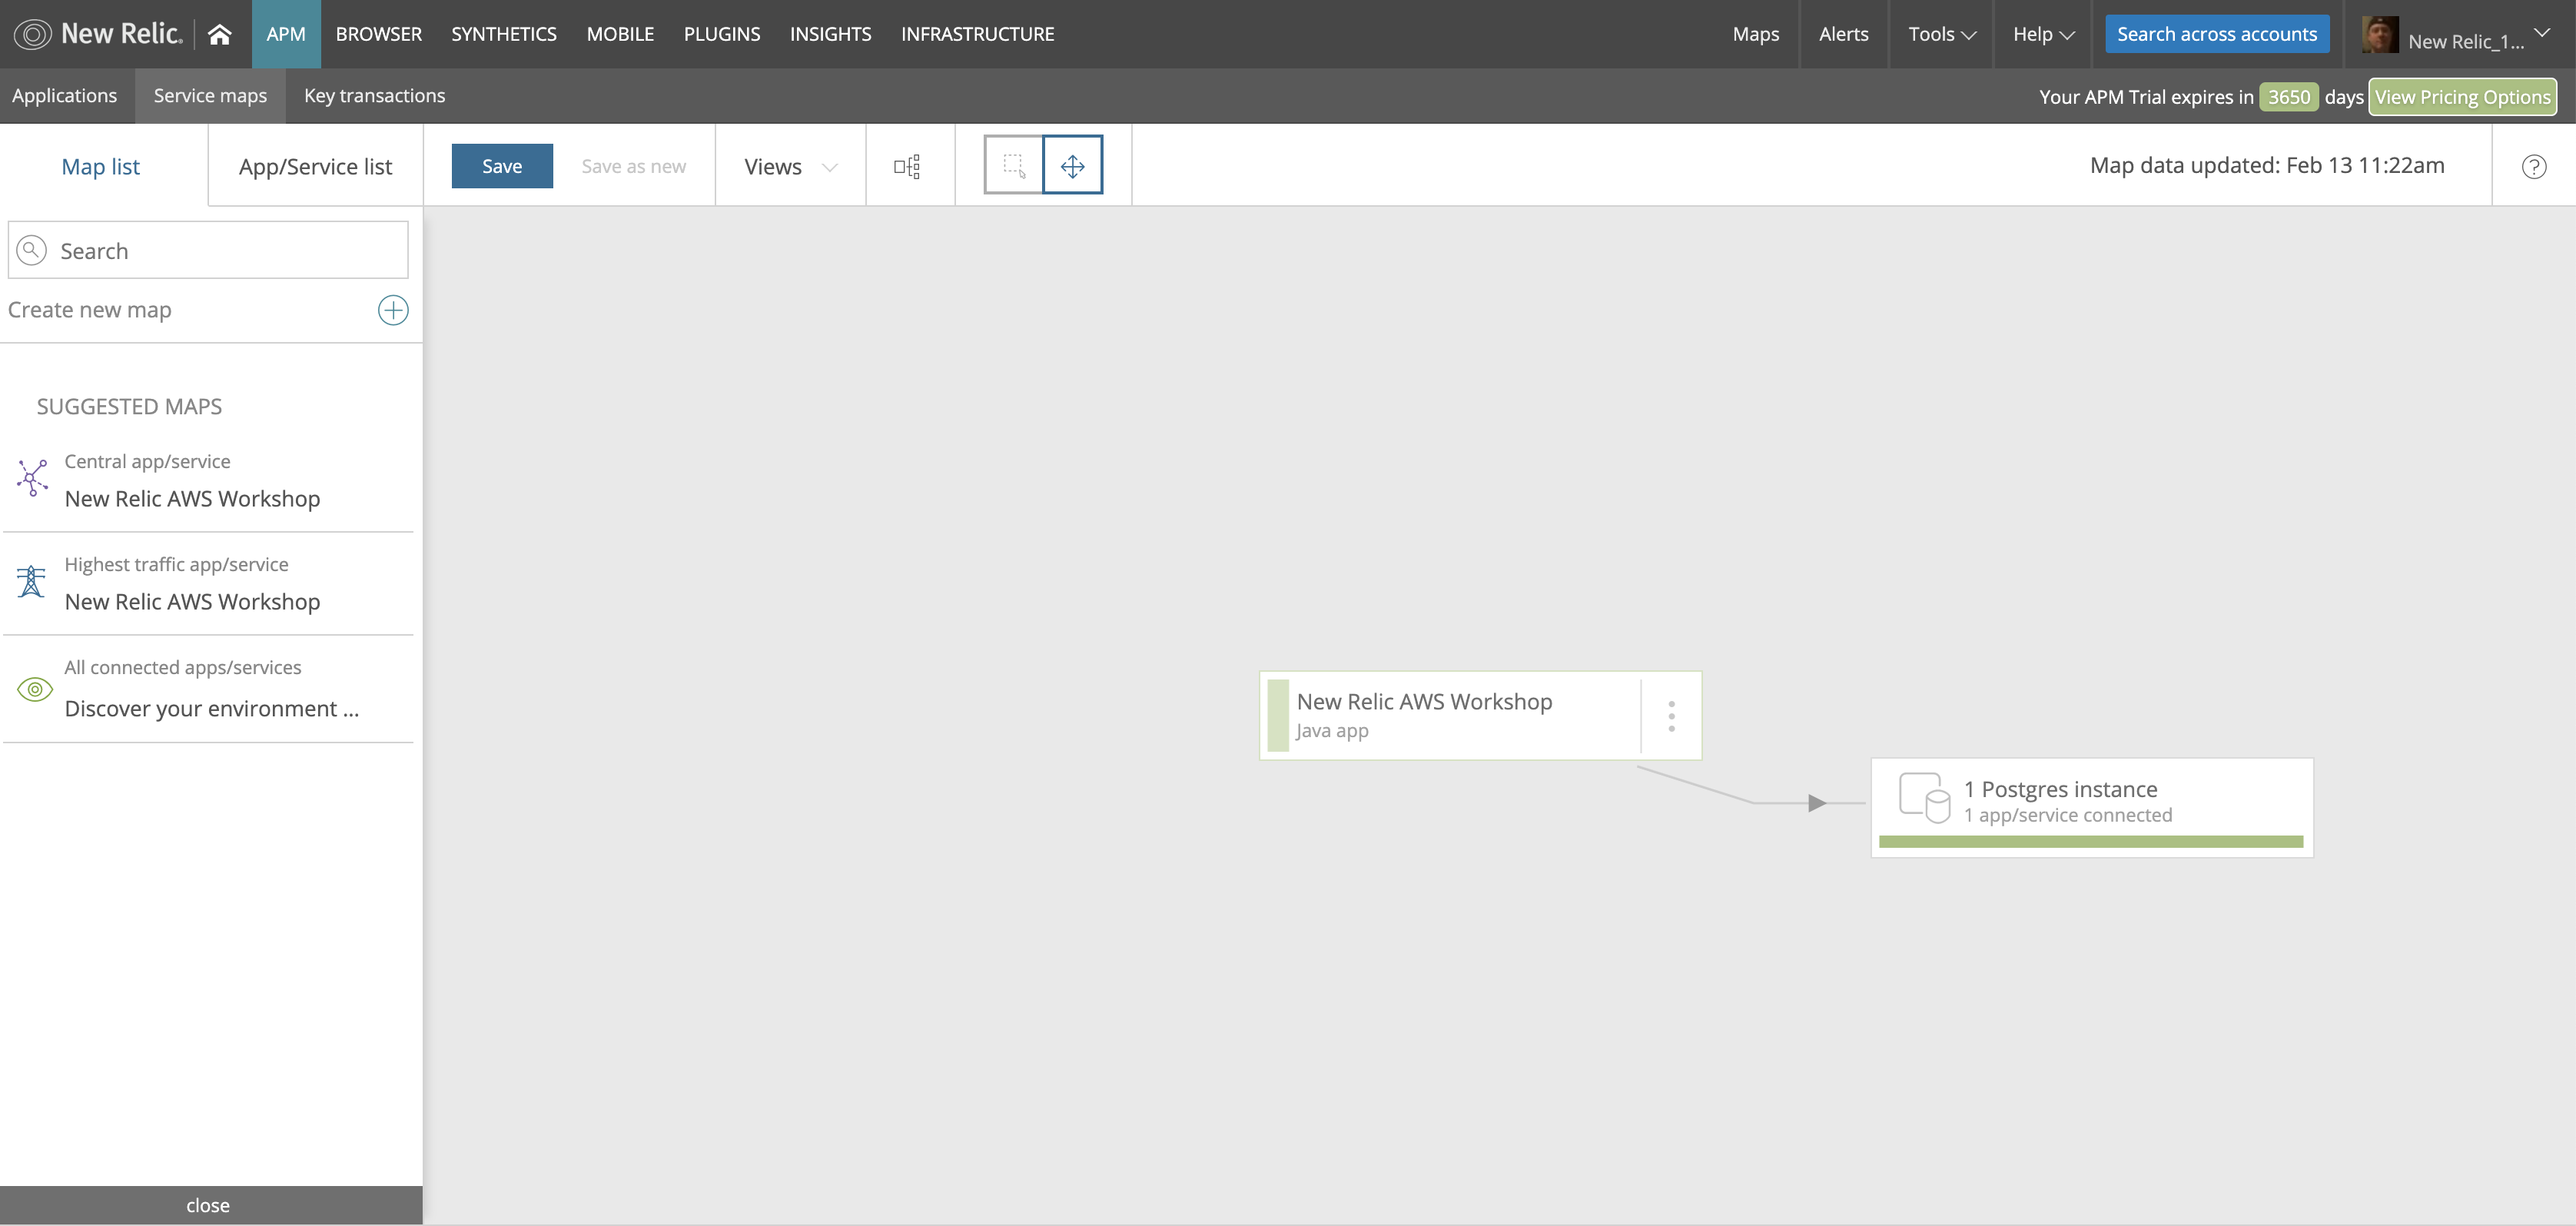 New Relic. APM BROWSER SYNTHETICS MOBILE PLUGINS INSIGHTS INFRASTRUCTURE Maps Alerts Tools Help Search across accounts New Relic_1...
Applications Service maps Key transactions Your APM Trial expires in 3650 days View Pricing Options
Map list App/Service list Save Save as new Views Map data updated: Feb 13 11:22am ?
Search
Create new map
SUGGESTED MAPS
Central app/service
New Relic AWS Workshop
Highest traffic app/service
New Relic AWS Workshop
All connected apps/services
Discover your environment ...
New Relic AWS Workshop
Java app
1 Postgres instance
1 app/service connected
close